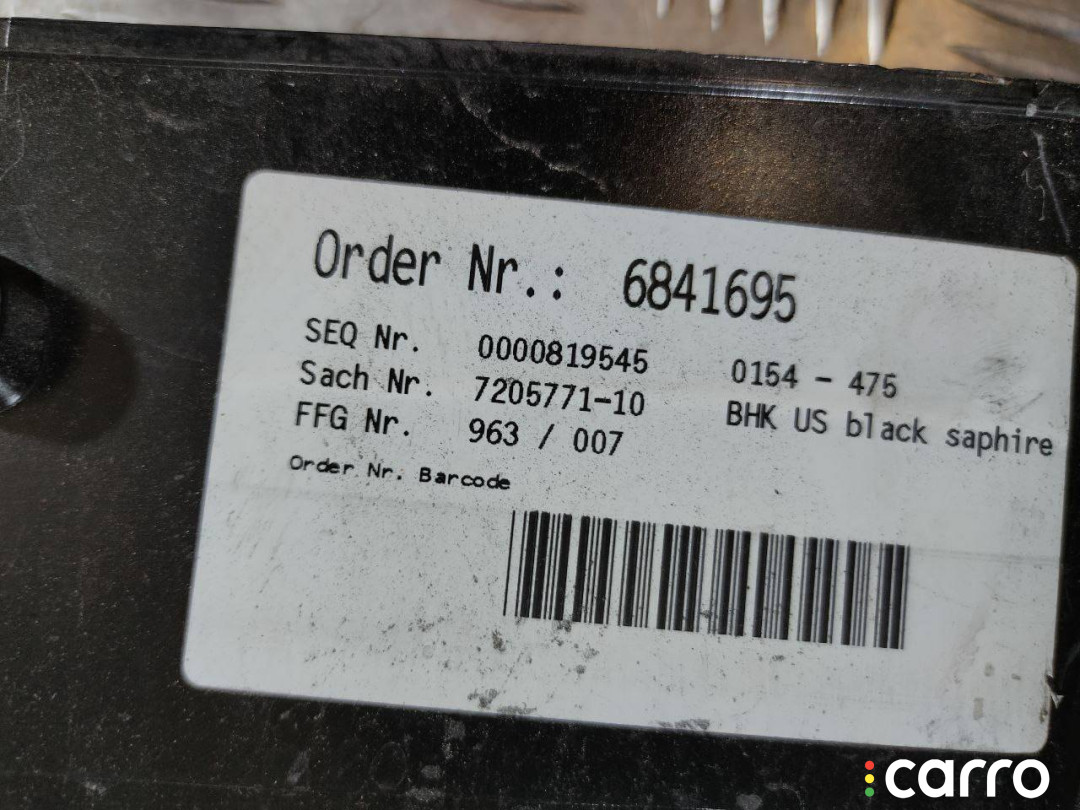 Order Nr.: 6841695
SEQ Nr. 0000819545 0154 - 475
Sach Nr. 7205771-10 BHK US black saphire
FFG Nr. 963 / 007
Order Nr. Barcode
carro